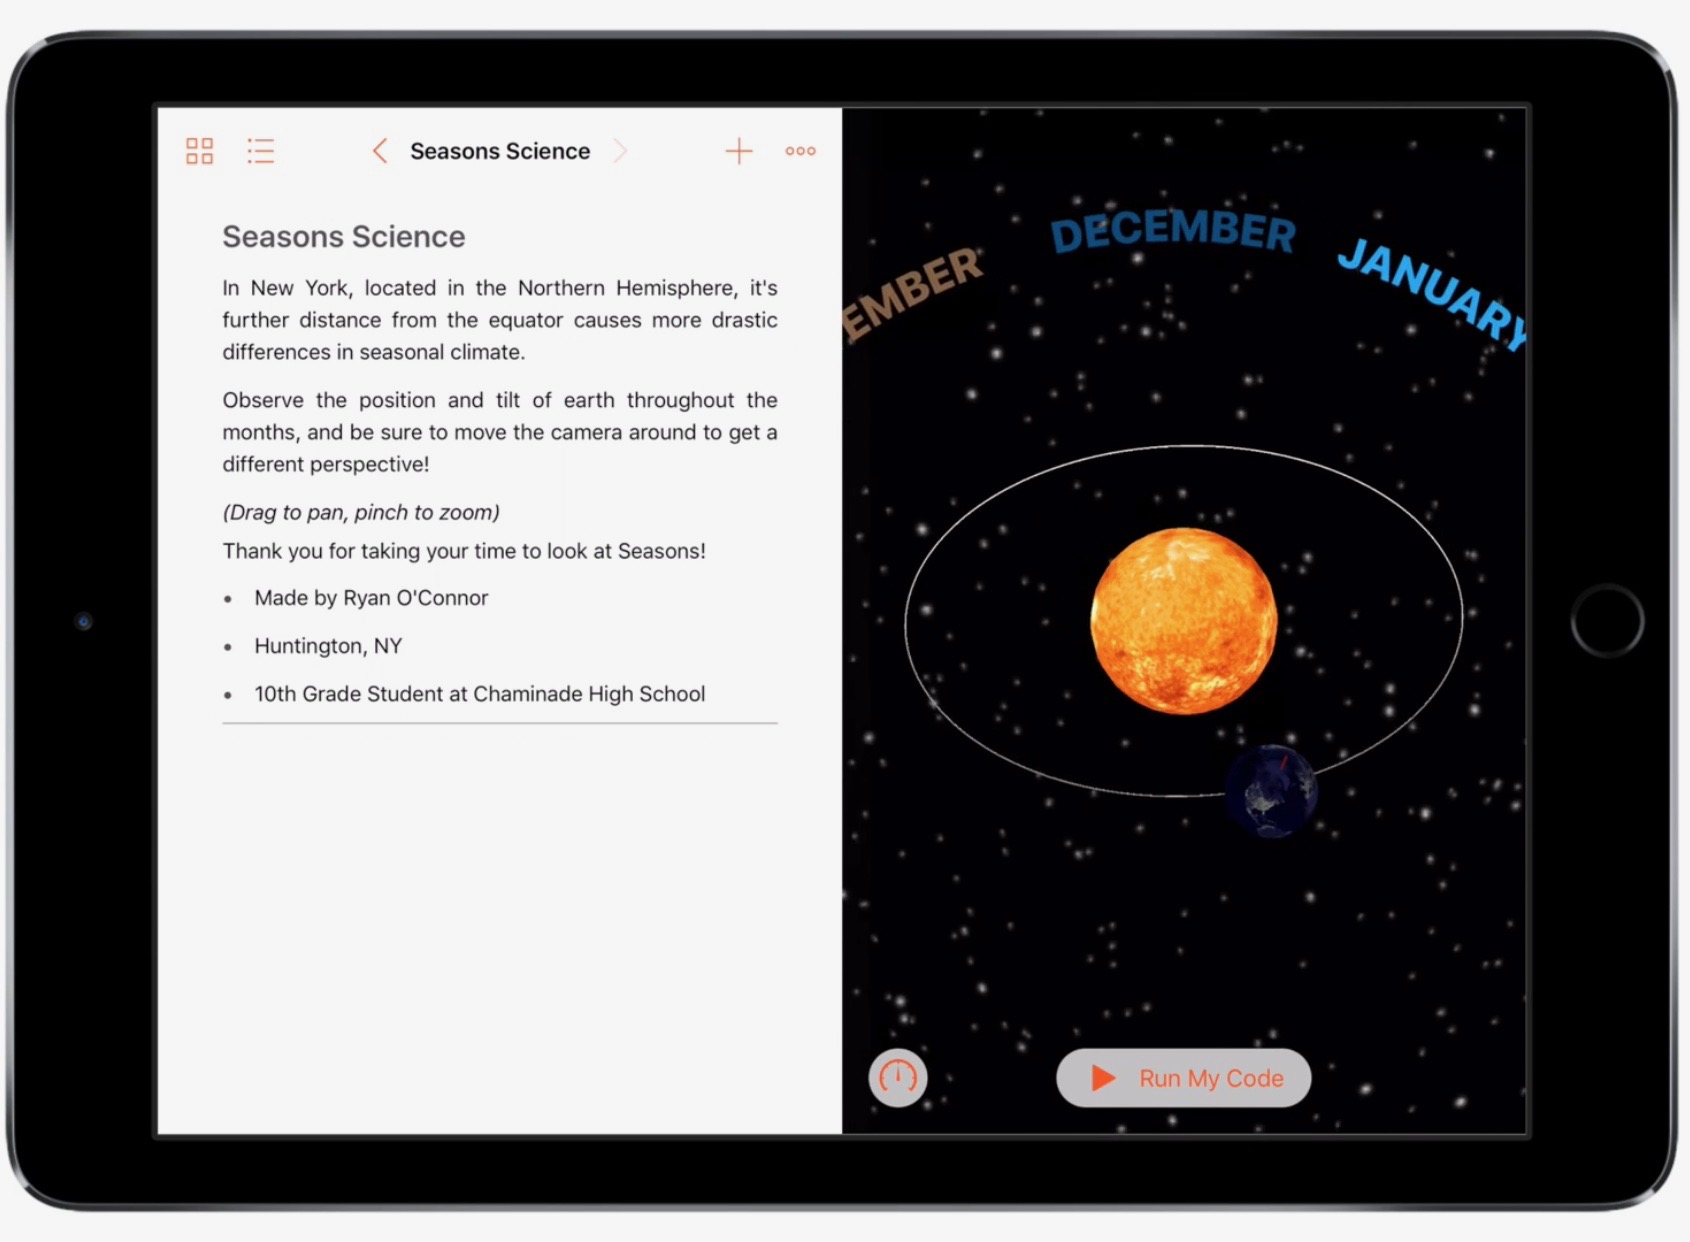 Seasons Science
Seasons Science
In New York, located in the Northern Hemisphere, it's
further distance from the equator causes more drastic
differences in seasonal climate.
Observe the position and tilt of earth throughout the
months, and be sure to move the camera around to get a
different perspective!
(Drag to pan, pinch to zoom)
Thank you for taking your time to look at Seasons!
• Made by Ryan O'Connor
• Huntington, NY
• 10th Grade Student at Chaminade High School
EMBER
DECEMBER
JANUARY
Run My Code